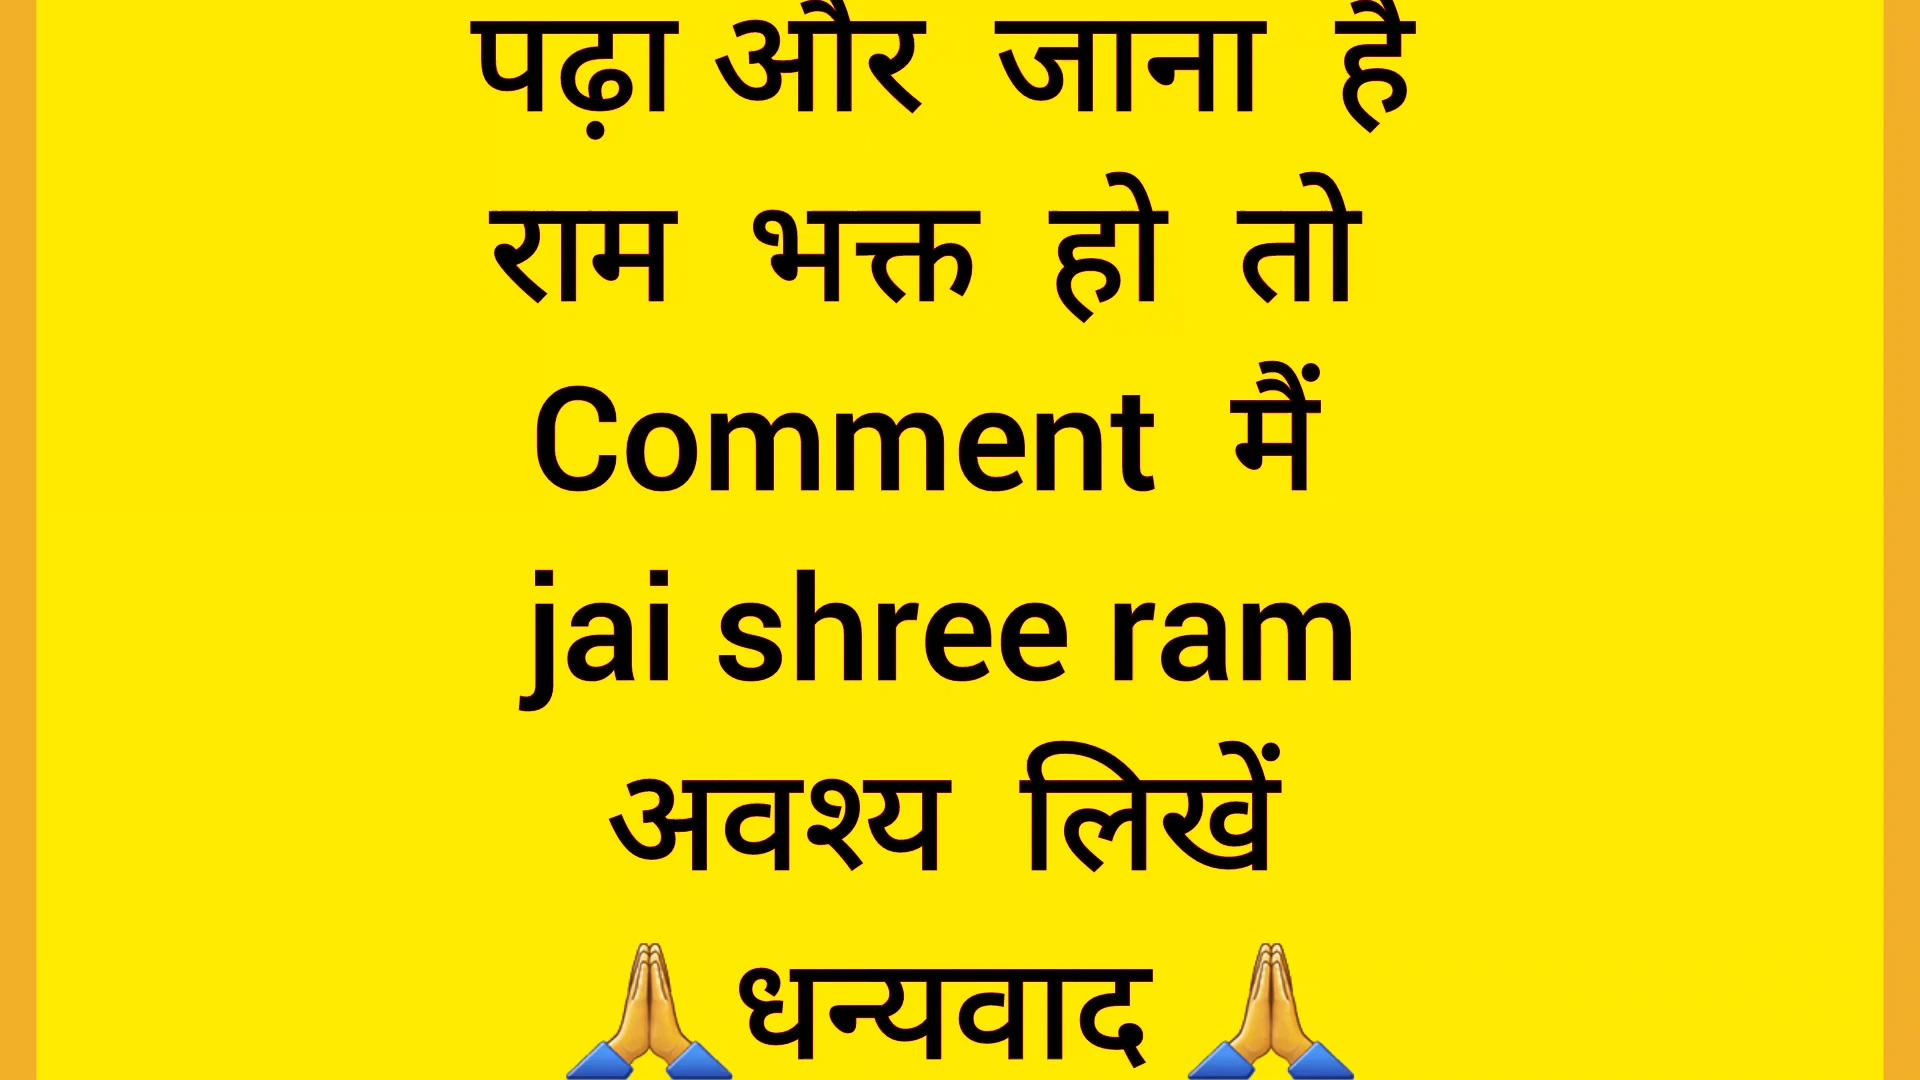 पढ़ा और जाना है
राम भक्त हो तो
Comment मैं
jai shree ram
अवश्य लिखें
🙏 धन्यवाद 🙏